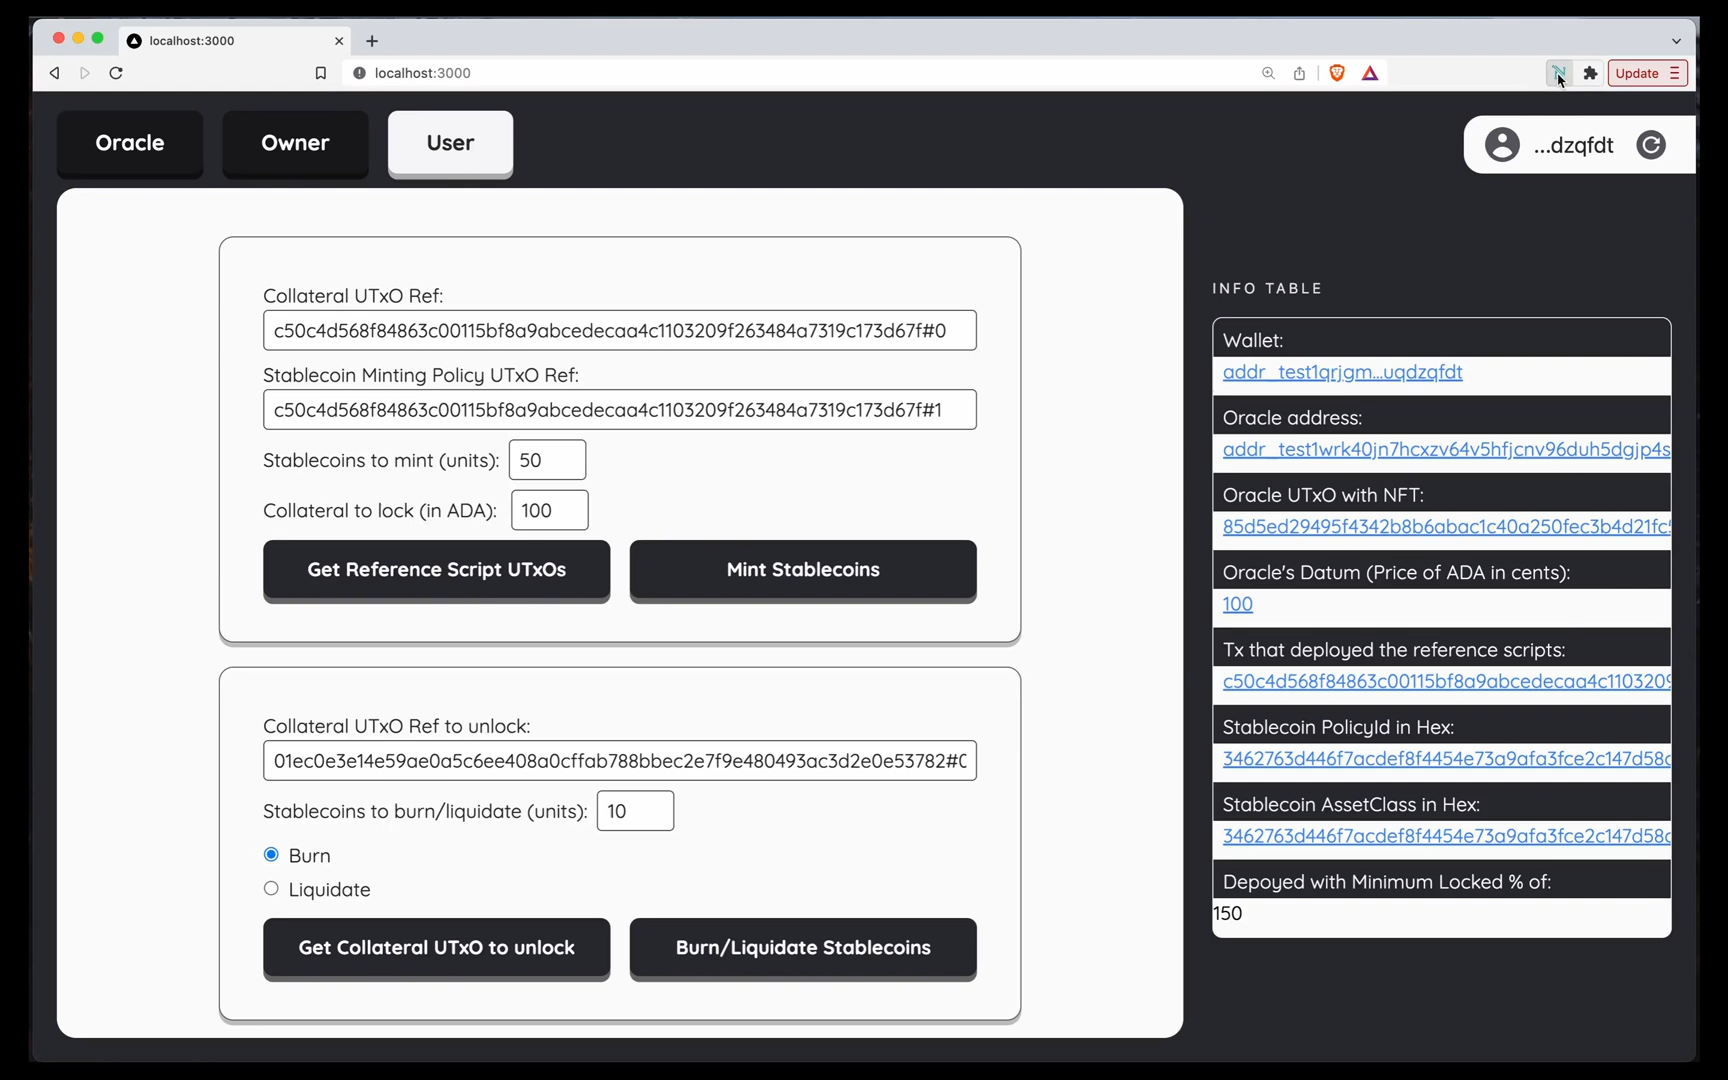 localhost:3000
localhost:3000
Update
Oracle
Owner
User
...dzqfdt
Collateral UTxO Ref:
c50c4d568f84863c00115bf8a9abcedecaa4c1103209f263484a7319c173d67f#0
Stablecoin Minting Policy UTxO Ref:
c50c4d568f84863c00115bf8a9abcedecaa4c1103209f263484a7319c173d67f#1
Stablecoins to mint (units): 50
Collateral to lock (in ADA): 100
Get Reference Script UTxOs
Mint Stablecoins
Collateral UTxO Ref to unlock:
01ec0e3e14e59ae0a5c6ee408a0cffab788bbec2e7f9e480493ac3d2e0e53782#0
Stablecoins to burn/liquidate (units): 10
Burn
Liquidate
Get Collateral UTxO to unlock
Burn/Liquidate Stablecoins
INFO TABLE
Wallet:
addr_test1qrjgm...uqdzqfdt
Oracle address:
addr_test1wrk40jn7hcxzv64v5hfjcnv96duh5dgjp4s
Oracle UTxO with NFT:
85d5ed29495f4342b8b6abac1c40a250fec3b4d21fc5
Oracle's Datum (Price of ADA in cents):
100
Tx that deployed the reference scripts:
c50c4d568f84863c00115bf8a9abcedecaa4c1103209
Stablecoin PolicyId in Hex:
3462763d446f7acdef8f4454e73a9afa3fce2c147d58c
Stablecoin AssetClass in Hex:
3462763d446f7acdef8f4454e73a9afa3fce2c147d58c
Depoyed with Minimum Locked % of:
150